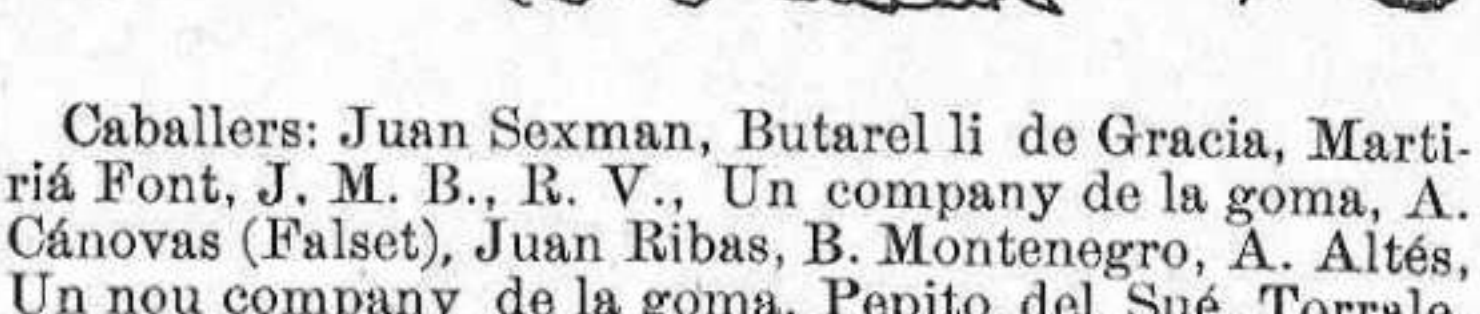 Caballers: Juan Sexman, Butarel li de Gracia, Marti-
riá Font, J. M. B., R. V., Un company de la goma, A.
Cánovas (Falset), Juan Ribas, B. Montenegro, A. Altés,
Un nou company de la goma, Pepito del Sué, Torrale